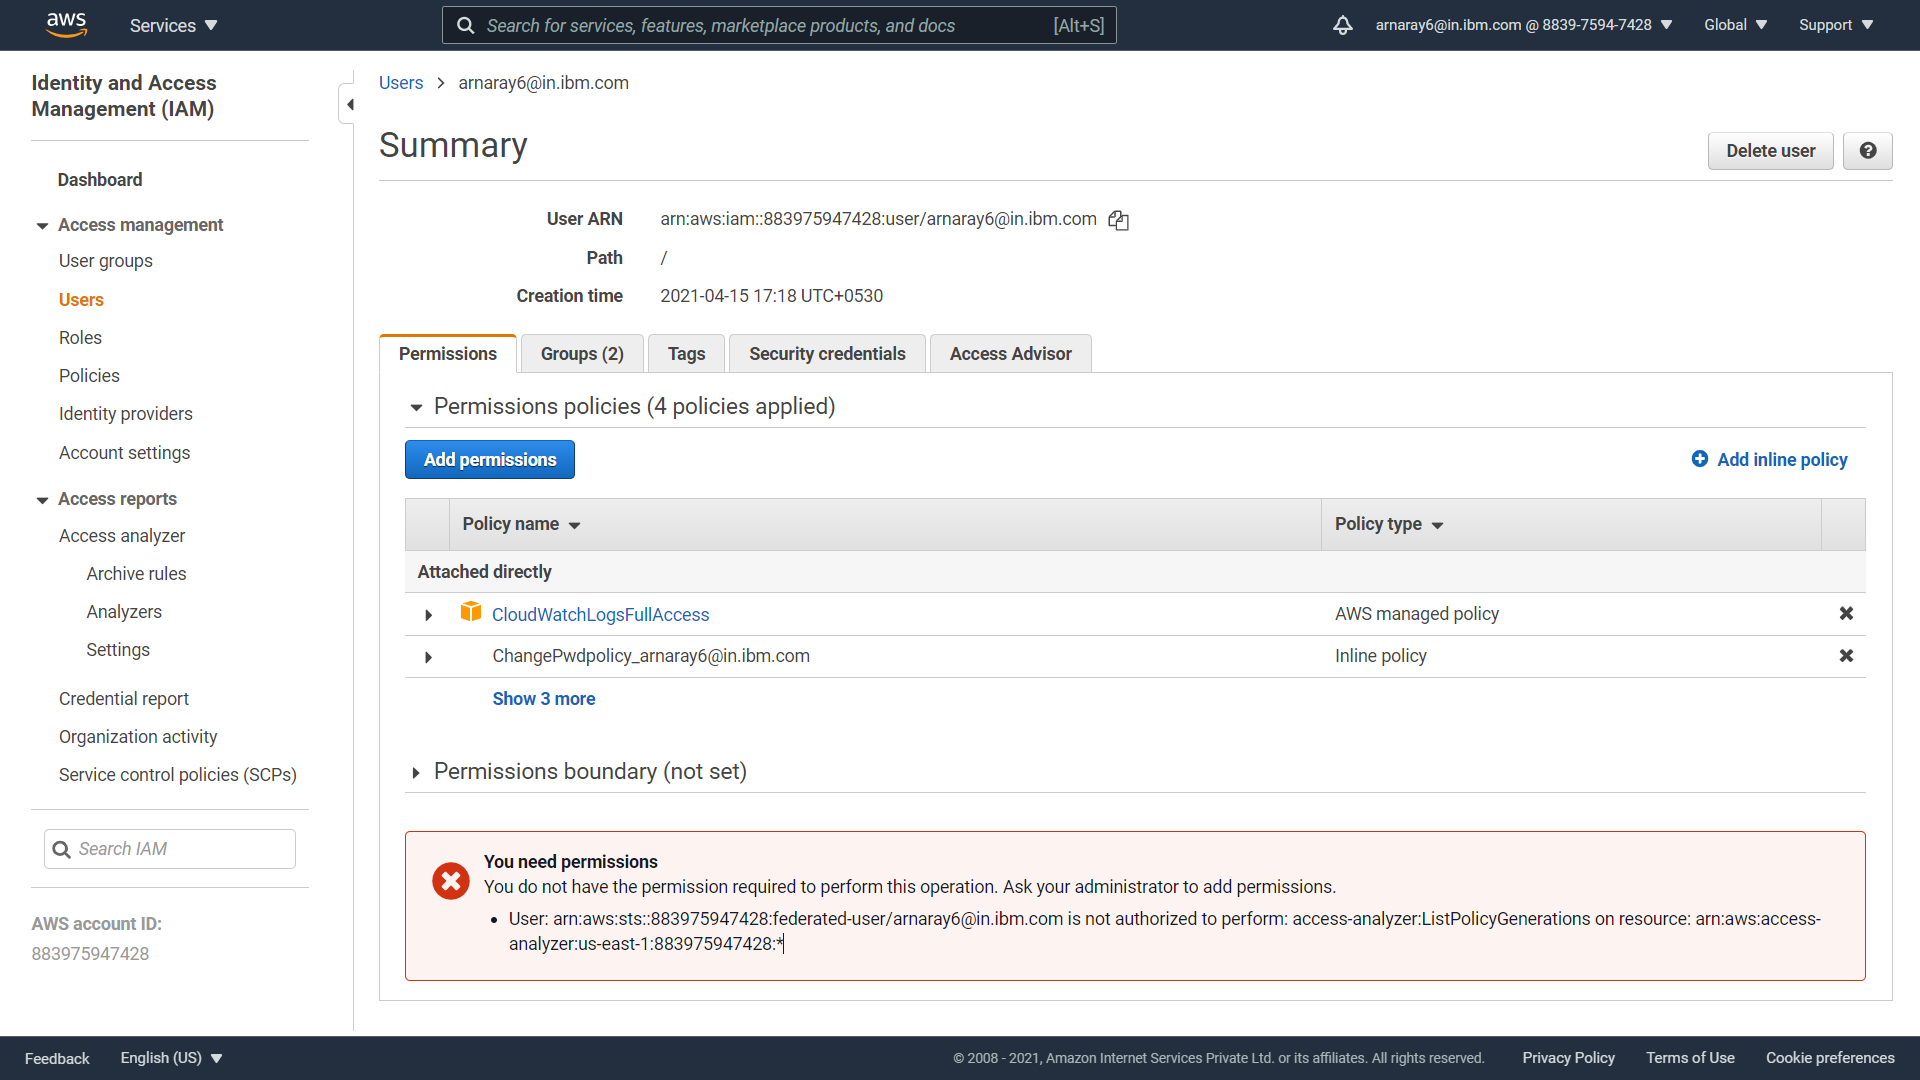 aws
Services
Search for services, features, marketplace products, and docs [Alt+S]
arnaray6@in.ibm.com @ 8839-7594-7428
Global
Support
Identity and Access
Management (IAM)
Dashboard
Access management
User groups
Users
Roles
Policies
Identity providers
Account settings
Access reports
Access analyzer
Archive rules
Analyzers
Settings
Credential report
Organization activity
Service control policies (SCPs)
Search IAM
AWS account ID:
883975947428
Users > arnaray6@in.ibm.com
Summary
Delete user
?
User ARN arn:aws:iam::883975947428:user/arnaray6@in.ibm.com
Path /
Creation time 2021-04-15 17:18 UTC+0530
Permissions
Groups (2)
Tags
Security credentials
Access Advisor
Permissions policies (4 policies applied)
Add permissions
Add inline policy
Policy name Policy type
Attached directly
CloudWatchLogsFullAccess AWS managed policy
ChangePwdpolicy_arnaray6@in.ibm.com Inline policy
Show 3 more
Permissions boundary (not set)
You need permissions
You do not have the permission required to perform this operation. Ask your administrator to add permissions.
• User: arn:aws:sts::883975947428:federated-user/arnaray6@in.ibm.com is not authorized to perform: access-analyzer:ListPolicyGenerations on resource: arn:aws:access-
analyzer:us-east-1:883975947428:*
Feedback
English (US)
© 2008 - 2021, Amazon Internet Services Private Ltd. or its affiliates. All rights reserved.
Privacy Policy
Terms of Use
Cookie preferences